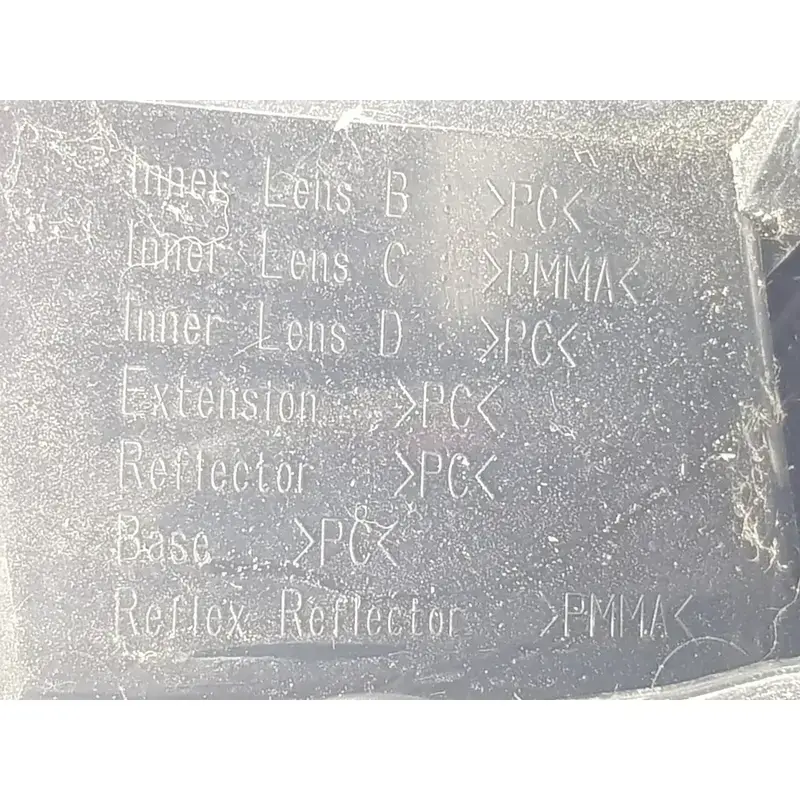 Inner Lens B >PC<
Inner Lens C >PMMA<
Inner Lens D >PC<
Extension >PC<
Reflector >PC<
Base >PC<
Reflex Reflector >PMMA<